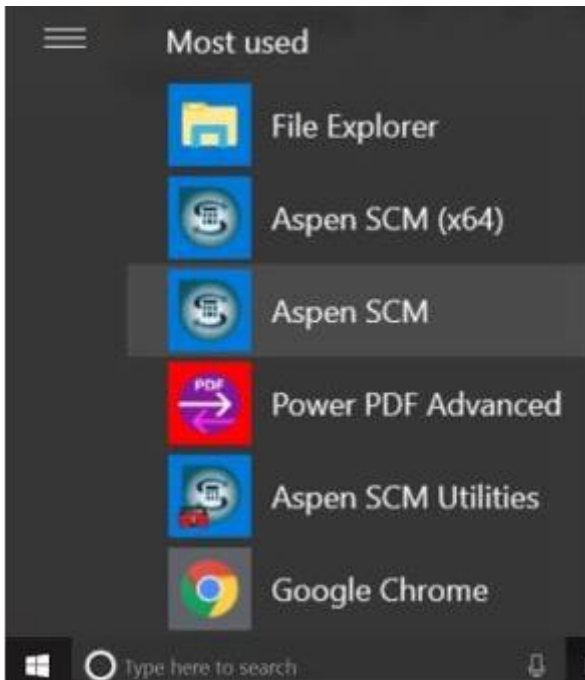 Most used
File Explorer
Aspen SCM (x64)
Aspen SCM
PDF
Power PDF Advanced
Aspen SCM Utilities
Google Chrome
Type here to search